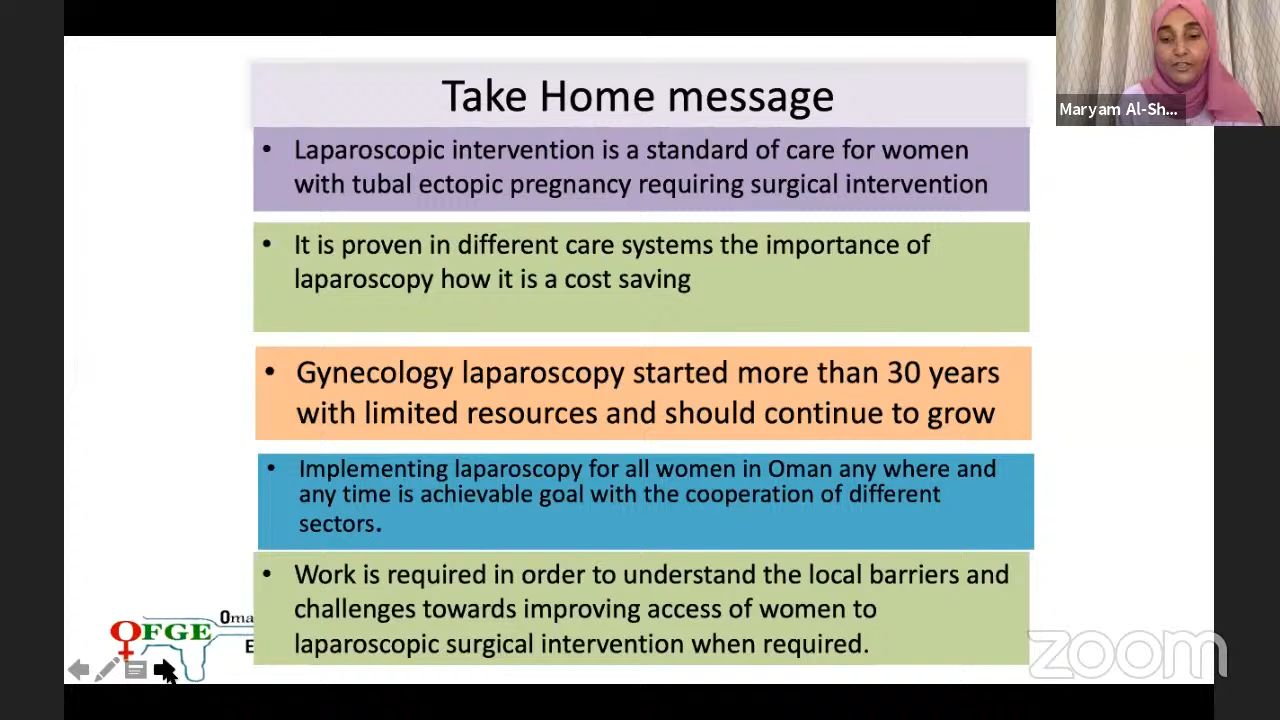 Take Home message
Maryam Al-Sh...
• Laparoscopic intervention is a standard of care for women
with tubal ectopic pregnancy requiring surgical intervention
• It is proven in different care systems the importance of
laparoscopy how it is a cost saving
• Gynecology laparoscopy started more than 30 years
with limited resources and should continue to grow
• Implementing laparoscopy for all women in Oman any where and
any time is achievable goal with the cooperation of different
sectors.
• Work is required in order to understand the local barriers and
challenges towards improving access of women to
laparoscopic surgical intervention when required.
OFGE
Oma
E
zoom